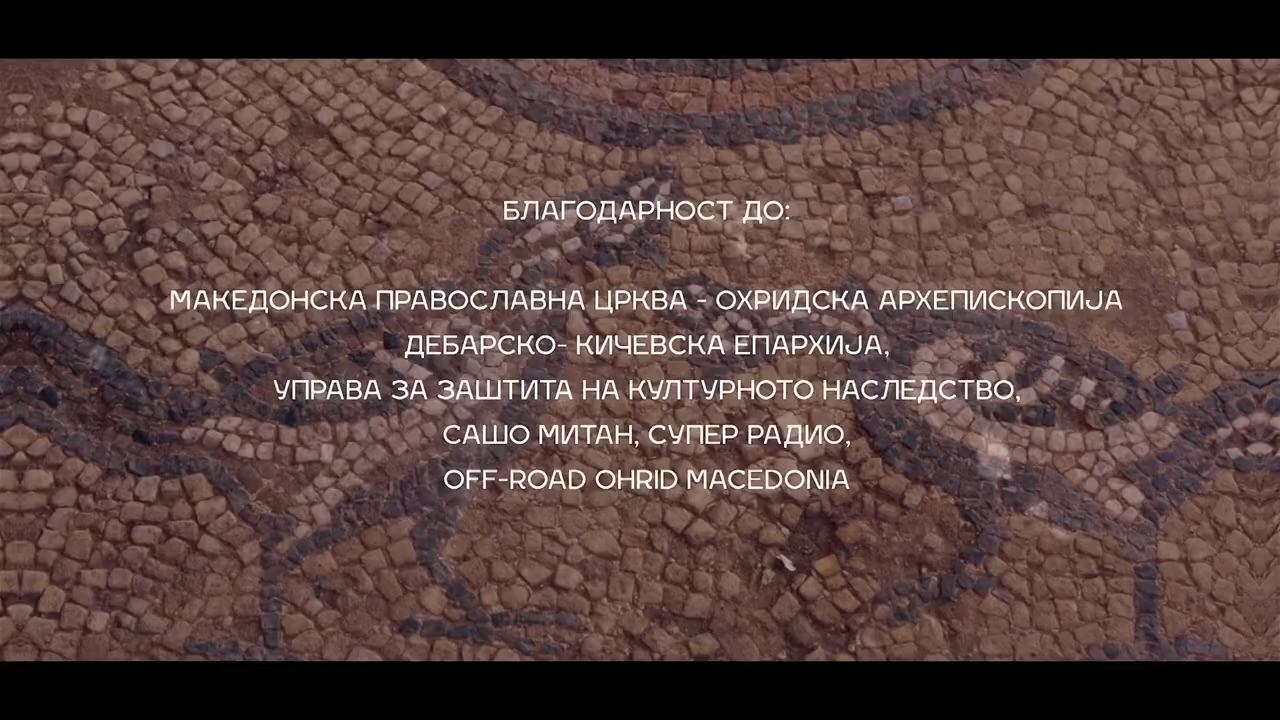 БЛАГОДАРНОСТ ДО:
МАКЕДОНСКА ПРАВОСЛАВНА ЦРКВА - ОХРИДСКА АРХЕПИСКОПИЈА
ДЕБАРСКО- КИЧЕВСКА ЕПАРХИЈА,
УПРАВА ЗА ЗАШТИТА НА КУЛТУРНОТО НАСЛЕДСТВО,
САШО МИТАН, СУПЕР РАДИО,
OFF-ROAD OHRID MACEDONIA